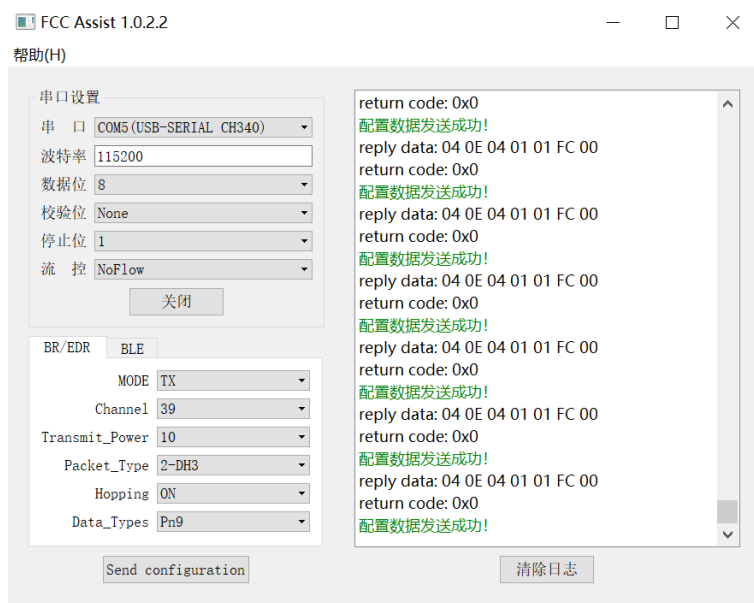 FCC Assist 1.0.2.2
帮助(H)
串口设置
串 口 COM5(USB-SERIAL CH340)
波特率 115200
数据位 8
校验位 None
停止位 1
流 控 NoFlow
关闭
BR/EDR BLE
MODE TX
Channel 39
Transmit_Power 10
Packet_Type 2-DH3
Hopping ON
Data_Types Pn9
Send configuration
return code: 0x0
配置数据发送成功!
reply data: 04 0E 04 01 01 FC 00
return code: 0x0
配置数据发送成功!
reply data: 04 0E 04 01 01 FC 00
return code: 0x0
配置数据发送成功!
reply data: 04 0E 04 01 01 FC 00
return code: 0x0
配置数据发送成功!
reply data: 04 0E 04 01 01 FC 00
return code: 0x0
配置数据发送成功!
reply data: 04 0E 04 01 01 FC 00
return code: 0x0
配置数据发送成功!
reply data: 04 0E 04 01 01 FC 00
return code: 0x0
配置数据发送成功!
清除日志